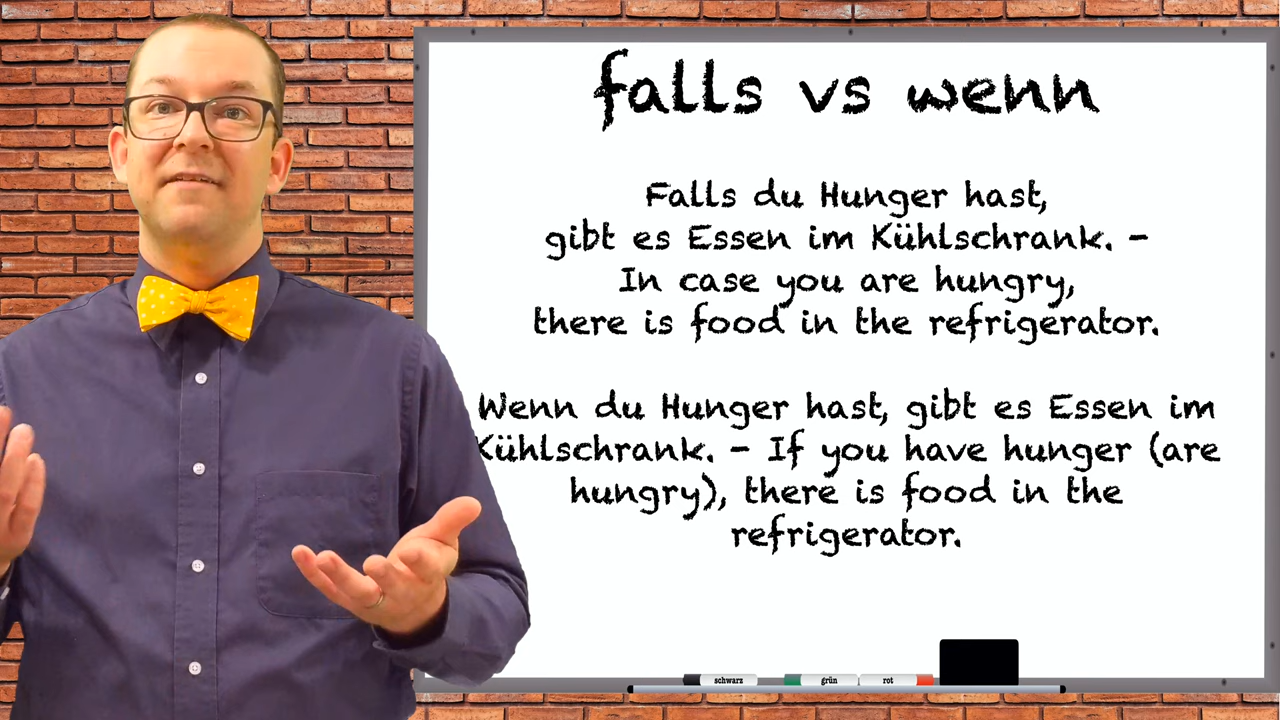 falls vs wenn
Falls du Hunger hast,
gibt es Essen im Kühlschrank. –
In case you are hungry,
there is food in the refrigerator.
Wenn du Hunger hast, gibt es Essen im
Kühlschrank. – If you have hunger (are
hungry), there is food in the
refrigerator.
schwarz grün rot